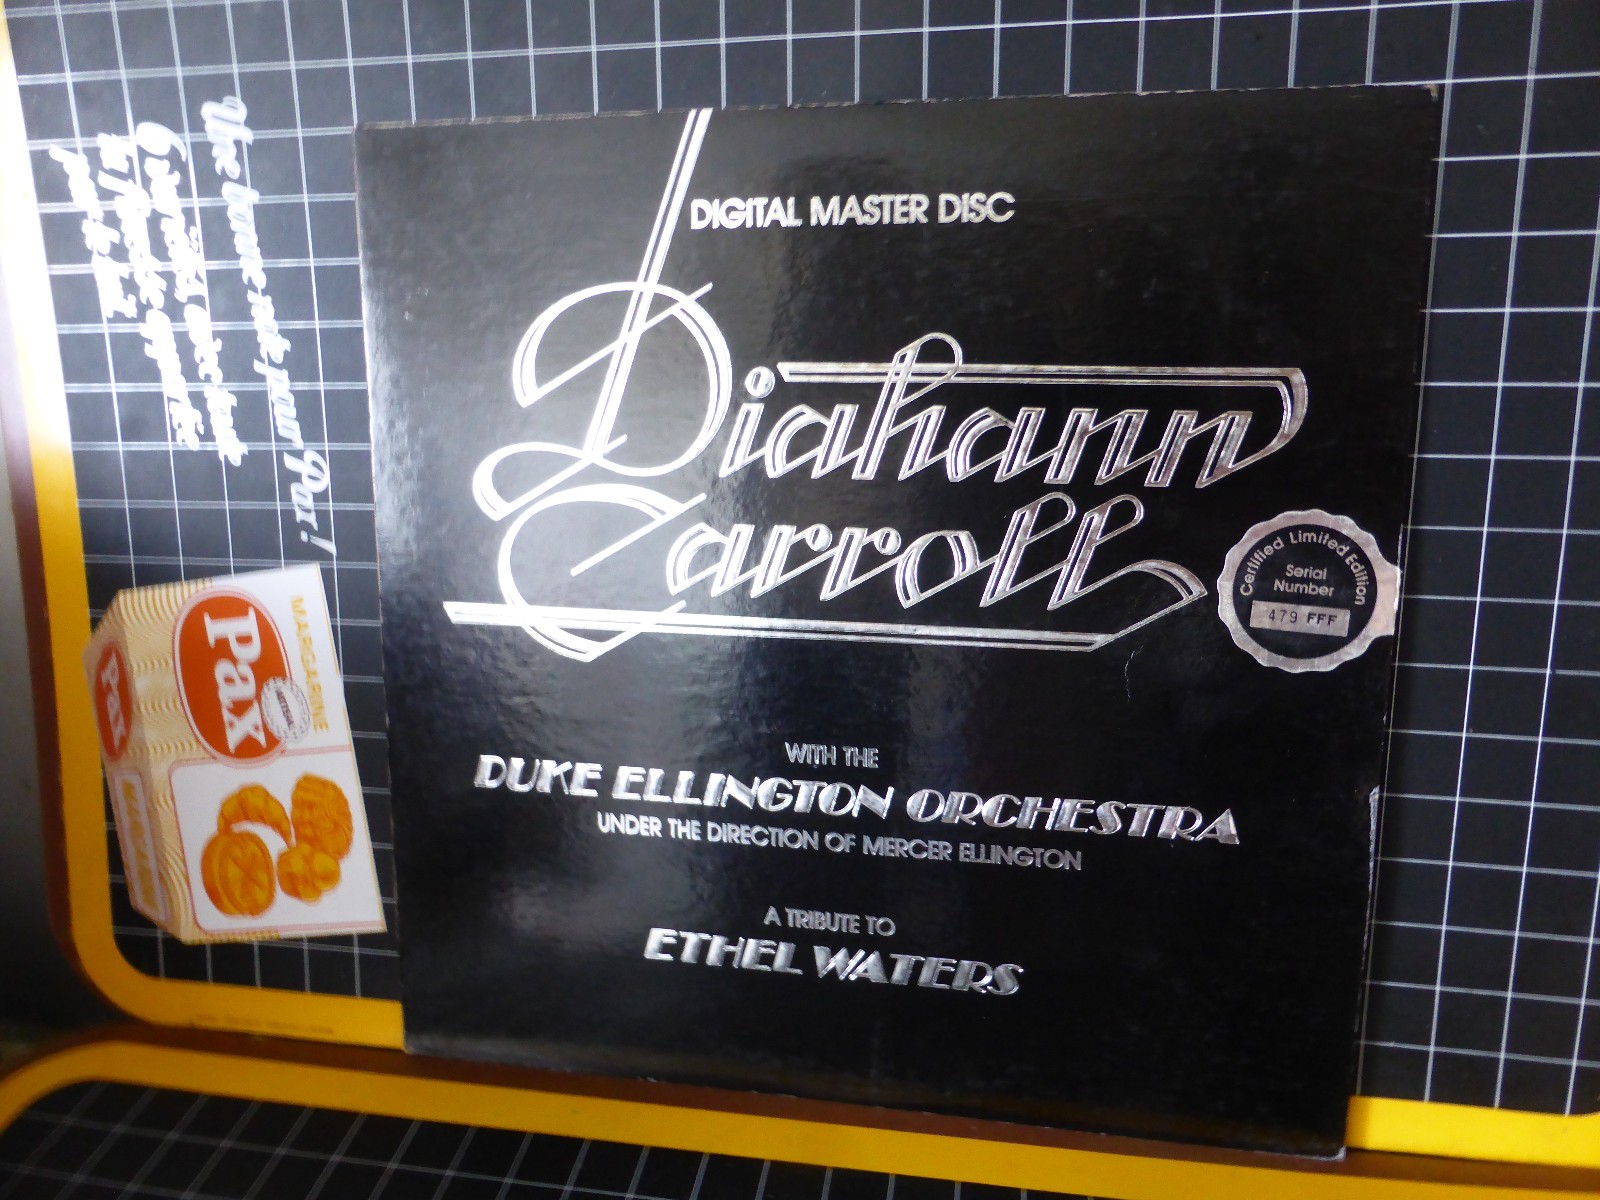 DIGITAL MASTER DISC
Diahann
Carroll
Certified Limited Edition
Serial
Number
479 FFF
WITH THE
DUKE ELLINGTON ORCHESTRA
UNDER THE DIRECTION OF MERCER ELLINGTON
A TRIBUTE TO
ETHEL WATERS
MARGARINE
Pax
Pax